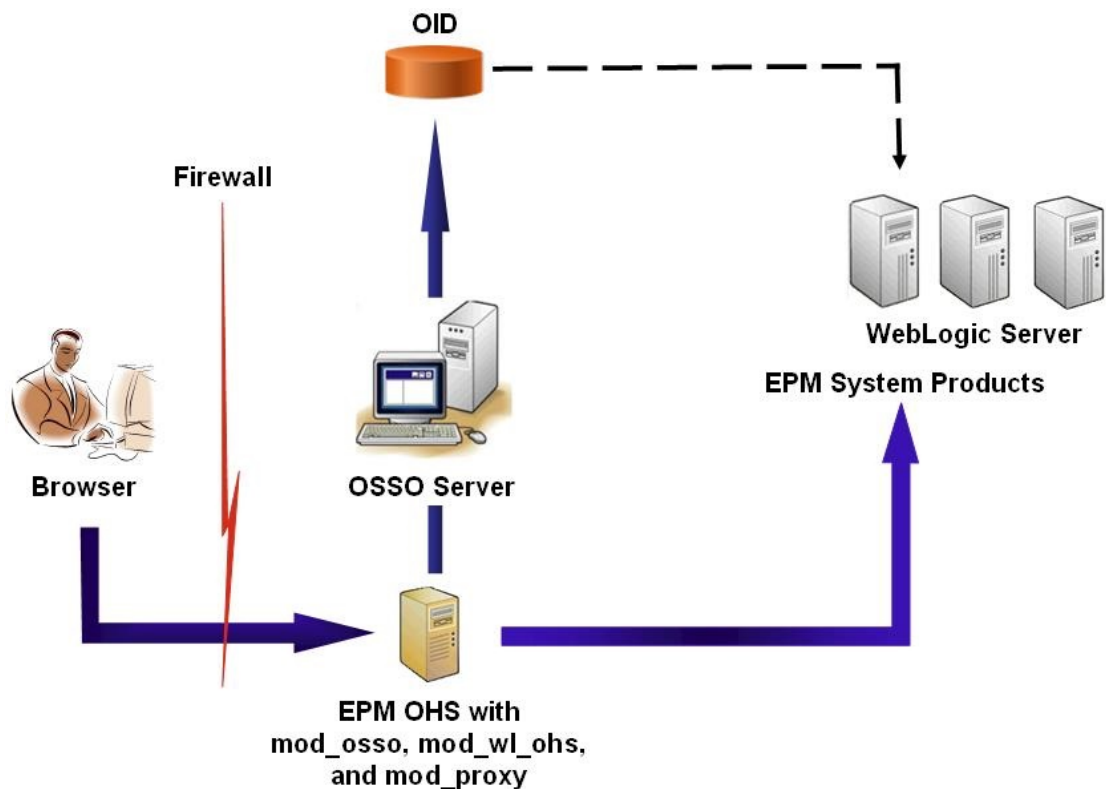 OID
Firewall
WebLogic Server
EPM System Products
Browser
OSSO Server
EPM OHS with
mod_osso, mod_wl_ohs,
and mod_proxy